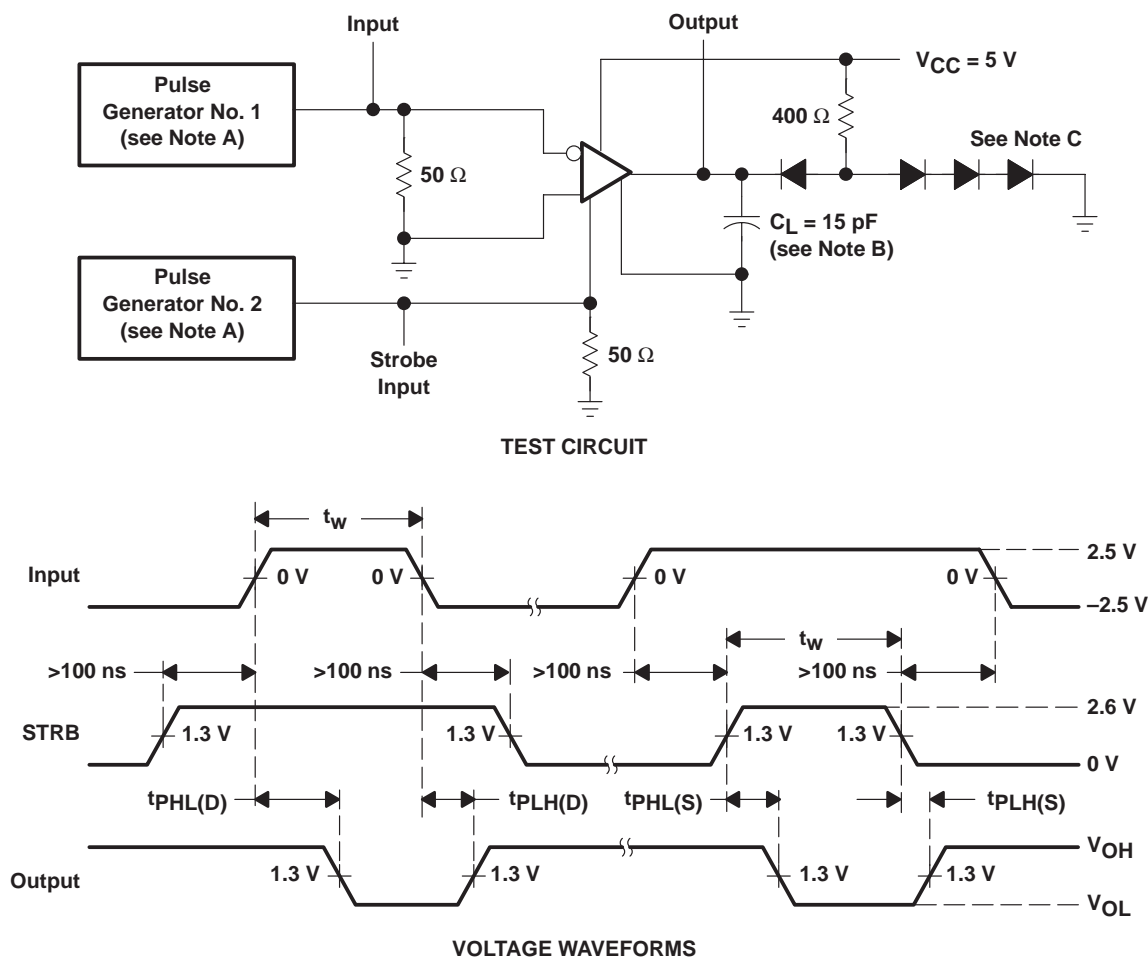 Input
Output
Pulse
Generator No. 1
(see Note A)
VCC = 5 V
400 Ω
See Note C
50 Ω
CL = 15 pF
(see Note B)
Pulse
Generator No. 2
(see Note A)
Strobe
Input
50 Ω
TEST CIRCUIT
tw
2.5 V
Input
0 V
0 V
0 V
0 V
–2.5 V
tw
>100 ns
>100 ns
>100 ns
>100 ns
2.6 V
STRB
1.3 V
1.3 V
1.3 V
1.3 V
0 V
tPHL(D)
tPLH(D)
tPHL(S)
tPLH(S)
VOH
Output
1.3 V
1.3 V
1.3 V
1.3 V
VOL
VOLTAGE WAVEFORMS